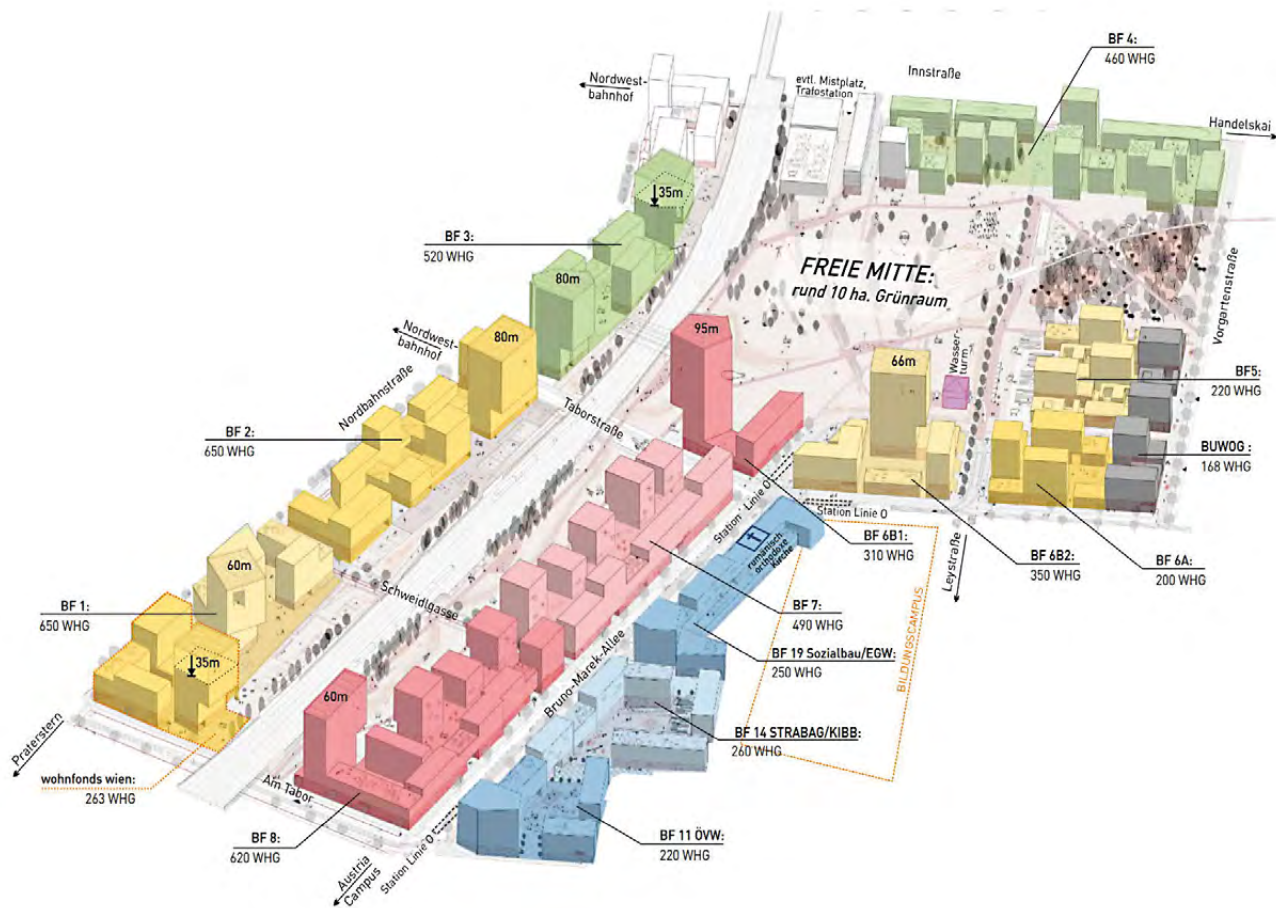 BF 4:
460 WHG
Innstraße
evtl. Mistplatz,
Trafostation
Nordwest-
bahnhof
Handelskai
35m
BF 3:
520 WHG
80m
FREIE MITTE:
rund 10 ha. Grünraum
Vorgartenstraße
Nordwest-
bahnhof
80m
95m
66m
Wasser
turm
Nordbahnstraße
Taborstraße
BF5:
220 WHG
BF 2:
650 WHG
BUWOG :
168 WHG
Station Linie O
Station Linie O
rumänisch
orthodoxe
Kirche
BF 6B1:
310 WHG
Leystraße
BF 6B2:
350 WHG
BF 6A:
200 WHG
60m
Schweidlgasse
BF 1:
650 WHG
BF 7:
490 WHG
35m
BF 19 Sozialbau/EGW:
250 WHG
BILDUNGSCAMPUS
Bruno-Marek-Allee
60m
BF 14 STRABAG/KIBB:
260 WHG
Praterstern
wohnfonds wien:
263 WHG
Am Tabor
BF 8:
620 WHG
Station Linie O
BF 11 ÖVW:
220 WHG
Austria
Campus